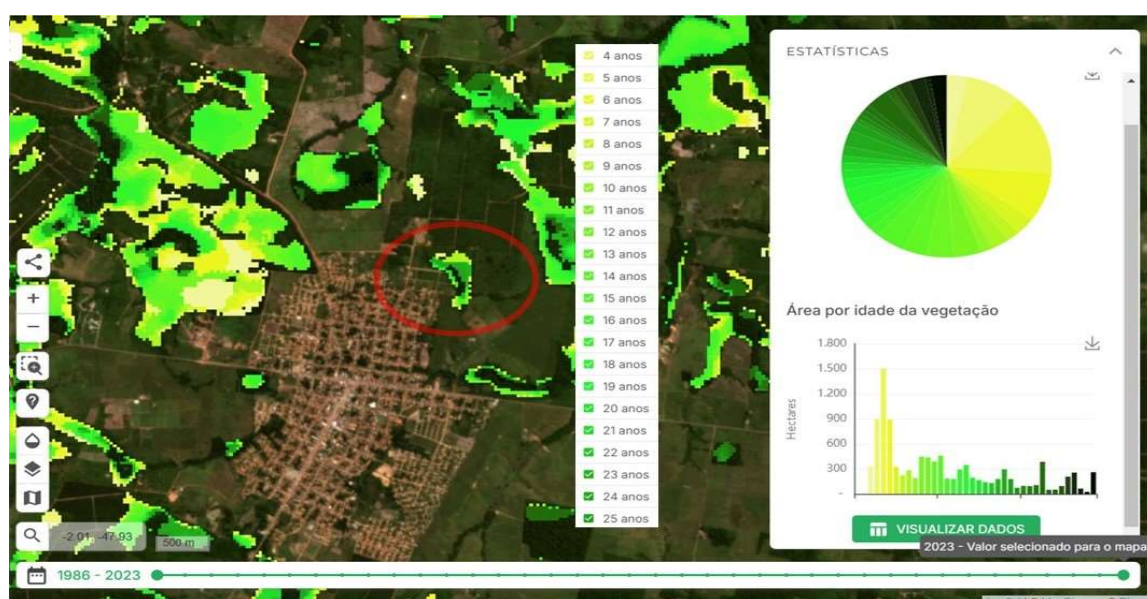 ESTATÍSTICAS
4 anos
5 anos
6 anos
7 anos
8 anos
9 anos
10 anos
11 anos
12 anos
13 anos
14 anos
15 anos
16 anos
17 anos
18 anos
19 anos
20 anos
21 anos
22 anos
23 anos
24 anos
25 anos
Área por idade da vegetação
Hectares
1.800
1.500
1.200
900
600
300
-
VISUALIZAR DADOS
2023 - Valor selecionado para o mapa
-2.01, -47.93
500 m
1986 - 2023